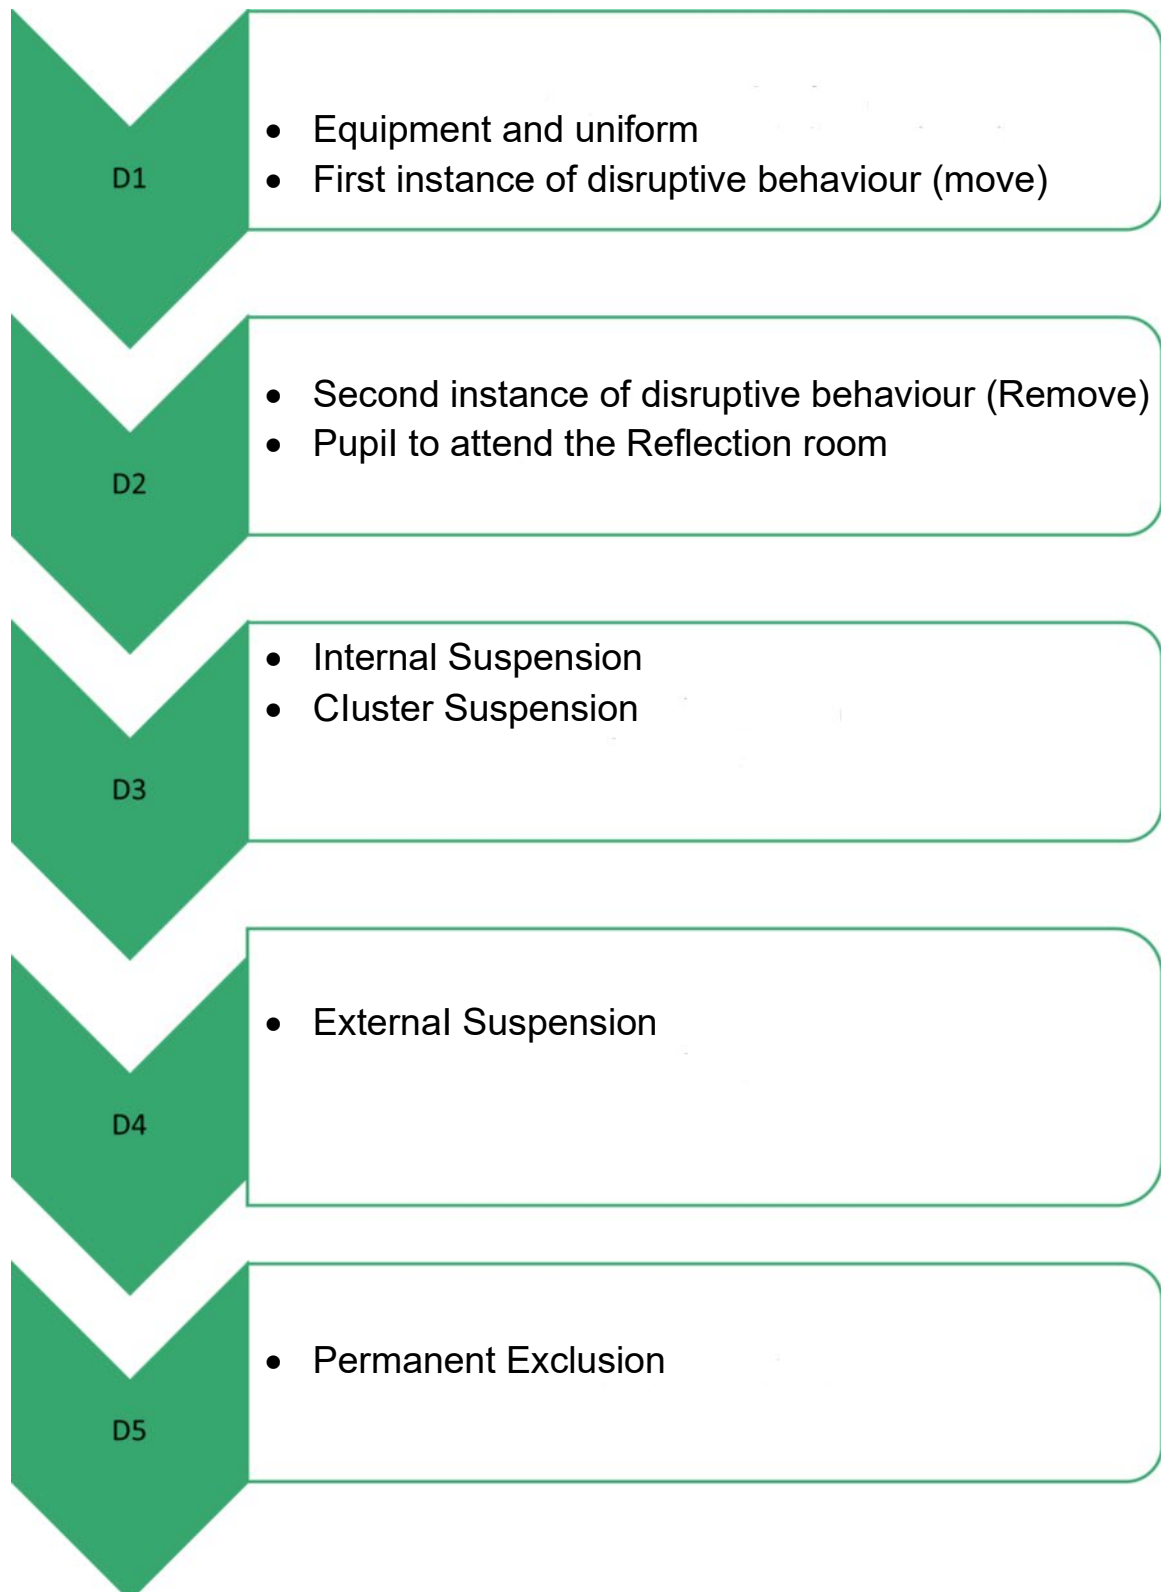 D1
• Equipment and uniform
• First instance of disruptive behaviour (move)
D2
• Second instance of disruptive behaviour (Remove)
• Pupil to attend the Reflection room
D3
• Internal Suspension
• Cluster Suspension
D4
• External Suspension
D5
• Permanent Exclusion